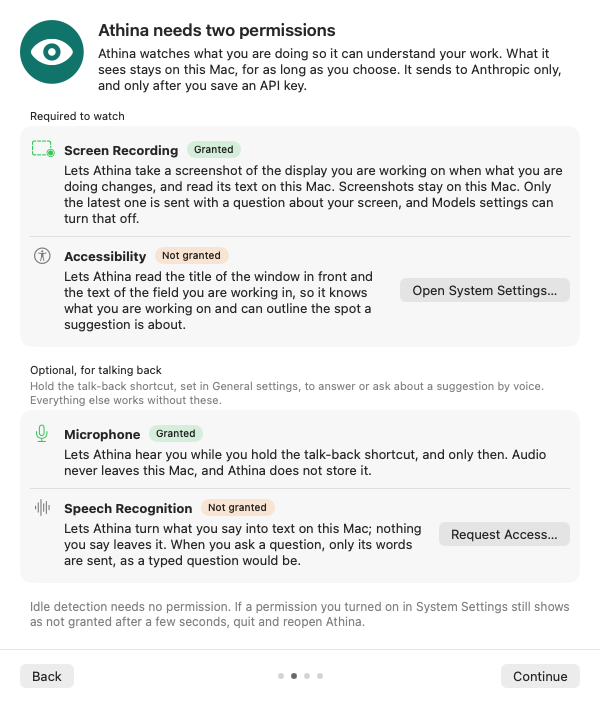 Athina needs two permissions
Athina watches what you are doing so it can understand your work. What it
sees stays on this Mac, for as long as you choose. It sends to Anthropic only,
and only after you save an API key.
Required to watch
Screen Recording Granted
Lets Athina take a screenshot of the display you are working on when what you are
doing changes, and read its text on this Mac. Screenshots stay on this Mac. Only
the latest one is sent with a question about your screen, and Models settings can
turn that off.
Accessibility Not granted
Lets Athina read the title of the window in front and
the text of the field you are working in, so it knows
what you are working on and can outline the spot a
suggestion is about.
Open System Settings...
Optional, for talking back
Hold the talk-back shortcut, set in General settings, to answer or ask about a suggestion by voice.
Everything else works without these.
Microphone Granted
Lets Athina hear you while you hold the talk-back shortcut, and only then. Audio
never leaves this Mac, and Athina does not store it.
Speech Recognition Not granted
Lets Athina turn what you say into text on this Mac; nothing
you say leaves it. When you ask a question, only its words
are sent, as a typed question would be.
Request Access...
Idle detection needs no permission. If a permission you turned on in System Settings still shows
as not granted after a few seconds, quit and reopen Athina.
Back
Continue